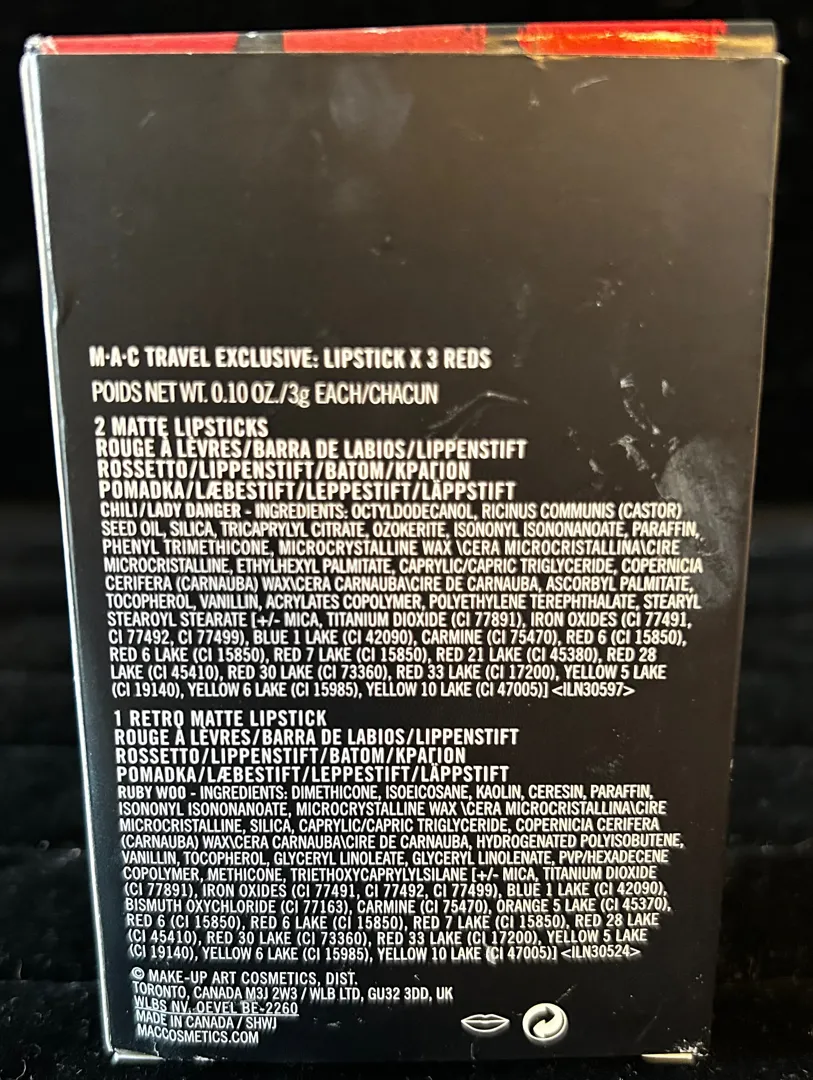 M·A·C TRAVEL EXCLUSIVE: LIPSTICK X 3 REDS
POIDS NET WT. 0.10 OZ./3g EACH/CHACUN
2 MATTE LIPSTICKS
ROUGE À LÈVRES/BARRA DE LABIOS/LIPPENSTIFT
ROSSETTO/LIPPENSTIFT/BATOM/ΚΡΑΓΙΟΝ
POMADKA/LÆBESTIFT/LEPPESTIFT/LÄPPSTIFT
CHILI/LADY DANGER - INGREDIENTS: OCTYLDODECANOL, RICINUS COMMUNIS (CASTOR)
SEED OIL, SILICA, TRICAPRYLYL CITRATE, OZOKERITE, ISONONYL ISONONANOATE, PARAFFIN,
PHENYL TRIMETHICONE, MICROCRYSTALLINE WAX \CERA MICROCRISTALLINA\CIRE
MICROCRISTALLINE, ETHYLHEXYL PALMITATE, CAPRYLIC/CAPRIC TRIGLYCERIDE, COPERNICIA
CERIFERA (CARNAUBA) WAX\CERA CARNAUBA\CIRE DE CARNAUBA, ASCORBYL PALMITATE,
TOCOPHEROL, VANILLIN, ACRYLATES COPOLYMER, POLYETHYLENE TEREPHTHALATE, STEARYL
STEAROYL STEARATE [+/- MICA, TITANIUM DIOXIDE (CI 77891), IRON OXIDES (CI 77491,
CI 77492, CI 77499), BLUE 1 LAKE (CI 42090), CARMINE (CI 75470), RED 6 (CI 15850),
RED 6 LAKE (CI 15850), RED 7 LAKE (CI 15850), RED 21 LAKE (CI 45380), RED 28
LAKE (CI 45410), RED 30 LAKE (CI 73360), RED 33 LAKE (CI 17200), YELLOW 5 LAKE
(CI 19140), YELLOW 6 LAKE (CI 15985), YELLOW 10 LAKE (CI 47005)] <ILN30597>
1 RETRO MATTE LIPSTICK
ROUGE À LÈVRES/BARRA DE LABIOS/LIPPENSTIFT
ROSSETTO/LIPPENSTIFT/BATOM/ΚΡΑΓΙΟΝ
POMADKA/LÆBESTIFT/LEPPESTIFT/LÄPPSTIFT
RUBY WOO - INGREDIENTS: DIMETHICONE, ISOEICOSANE, KAOLIN, CERESIN, PARAFFIN,
ISONONYL ISONONANOATE, MICROCRYSTALLINE WAX \CERA MICROCRISTALLINA\CIRE
MICROCRISTALLINE, SILICA, CAPRYLIC/CAPRIC TRIGLYCERIDE, COPERNICIA CERIFERA
(CARNAUBA) WAX\CERA CARNAUBA\CIRE DE CARNAUBA, HYDROGENATED POLYISOBUTENE,
VANILLIN, TOCOPHEROL, GLYCERYL LINOLEATE, GLYCERYL LINOLENATE, PVP/HEXADECENE
COPOLYMER, METHICONE, TRIETHOXYCAPRYLYLSILANE [+/- MICA, TITANIUM DIOXIDE
(CI 77891), IRON OXIDES (CI 77491, CI 77492, CI 77499), BLUE 1 LAKE (CI 42090),
BISMUTH OXYCHLORIDE (CI 77163), CARMINE (CI 75470), ORANGE 5 LAKE (CI 45370),
RED 6 (CI 15850), RED 6 LAKE (CI 15850), RED 7 LAKE (CI 15850), RED 28 LAKE
(CI 45410), RED 30 LAKE (CI 73360), RED 33 LAKE (CI 17200), YELLOW 5 LAKE
(CI 19140), YELLOW 6 LAKE (CI 15985), YELLOW 10 LAKE (CI 47005)] <ILN30524>
© MAKE-UP ART COSMETICS, DIST.
TORONTO, CANADA M3J 2W3 / WLB LTD, GU32 3DD, UK
WLBS NV. OEVEL BE-2260
MADE IN CANADA / SHWJ
MACCOSMETICS.COM